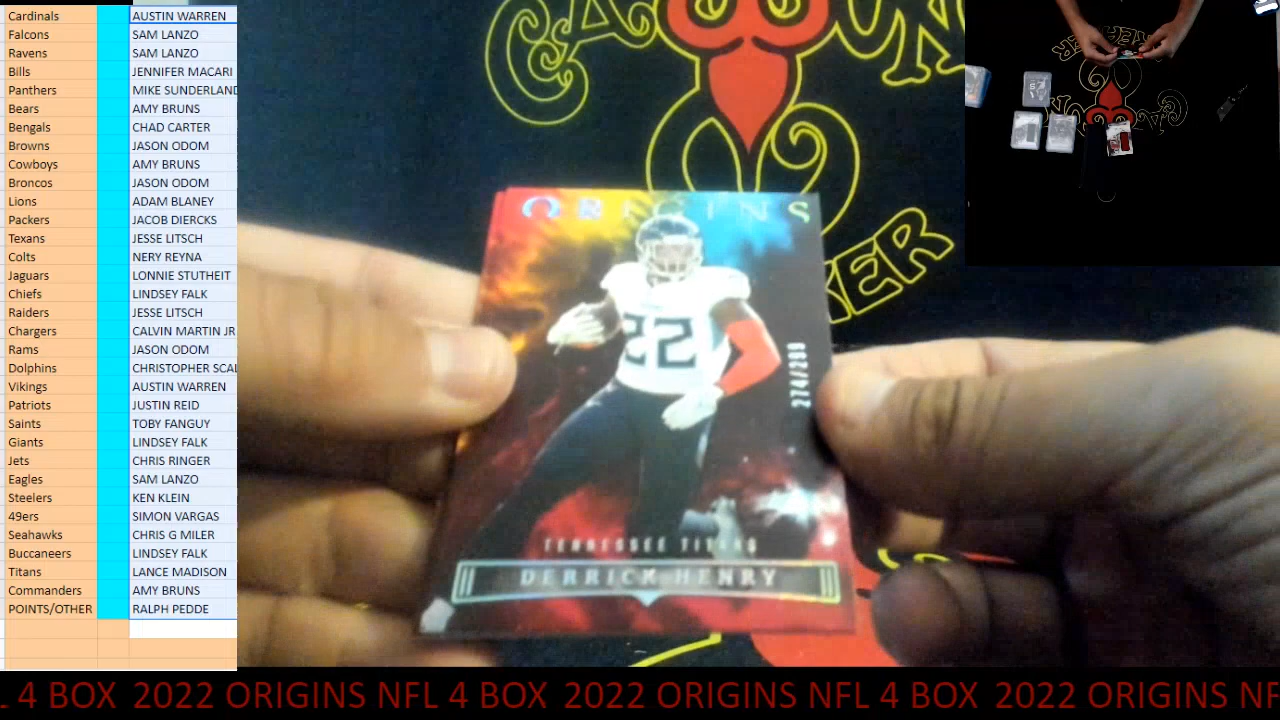 Cardinals AUSTIN WARREN
Falcons SAM LANZO
Ravens SAM LANZO
Bills JENNIFER MACARI
Panthers MIKE SUNDERLAND
Bears AMY BRUNS
Bengals CHAD CARTER
Browns JASON ODOM
Cowboys AMY BRUNS
Broncos JASON ODOM
Lions ADAM BLANEY
Packers JACOB DIERCKS
Texans JESSE LITSCH
Colts NERY REYNA
Jaguars LONNIE STUTHEIT
Chiefs LINDSEY FALK
Raiders JESSE LITSCH
Chargers CALVIN MARTIN JR
Rams JASON ODOM
Dolphins CHRISTOPHER SCAL
Vikings AUSTIN WARREN
Patriots JUSTIN REID
Saints TOBY FANGUY
Giants LINDSEY FALK
Jets CHRIS RINGER
Eagles SAM LANZO
Steelers KEN KLEIN
49ers SIMON VARGAS
Seahawks CHRIS G MILER
Buccaneers LINDSEY FALK
Titans LANCE MADISON
Commanders AMY BRUNS
POINTS/OTHER RALPH PEDDE
ORIGINS
22
274/299
TENNESSEE TITANS
DERRICK HENRY
L 4 BOX 2022 ORIGINS NFL 4 BOX 2022 ORIGINS NFL 4 BOX 2022 ORIGINS NF